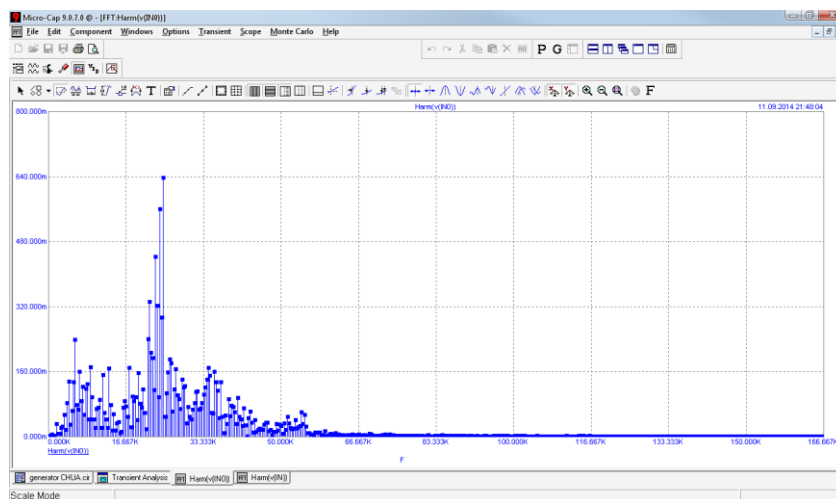 Micro-Cap 9.0.7.0 @ - [FFT:Harm(v(IN0))]
File Edit Component Windows Options Transient Scope Monte Carlo Help
P G
T F
Harm(v(IN0)) 11.09.2014 21:48:04
800.000m
640.000m
480.000m
320.000m
160.000m
0.000m
0.000K 16.667K 33.333K 50.000K 66.667K 83.333K 100.000K 116.667K 133.333K 150.000K 166.667K
Harm(v(IN0))
F
generator CHUA.cir Transient Analysis FFT Harm(v(IN0)) FFT Harm(v(IN))
Scale Mode